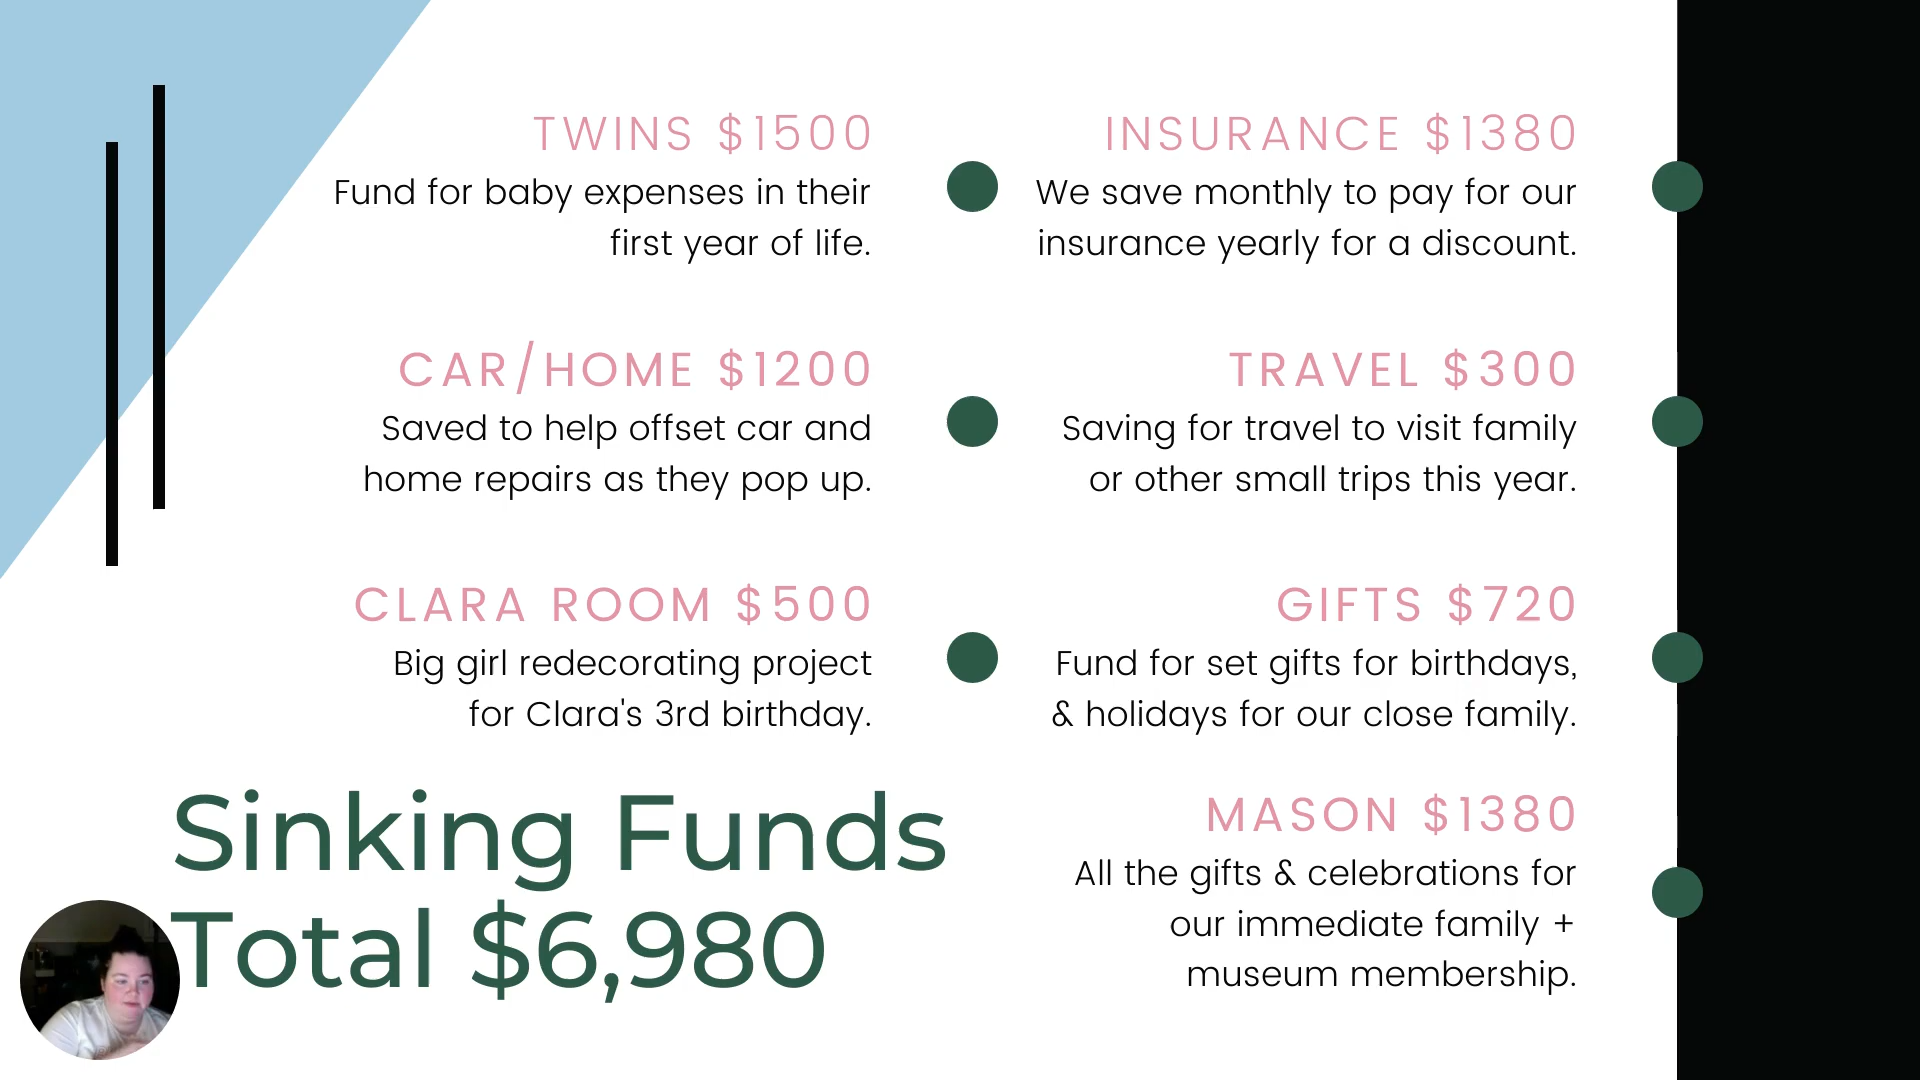 TWINS $1500
Fund for baby expenses in their
first year of life.
CAR/HOME $1200
Saved to help offset car and
home repairs as they pop up.
CLARA ROOM $500
Big girl redecorating project
for Clara's 3rd birthday.
INSURANCE $1380
We save monthly to pay for our
insurance yearly for a discount.
TRAVEL $300
Saving for travel to visit family
or other small trips this year.
GIFTS $720
Fund for set gifts for birthdays,
& holidays for our close family.
MASON $1380
All the gifts & celebrations for
our immediate family +
museum membership.
Sinking Funds
Total $6,980